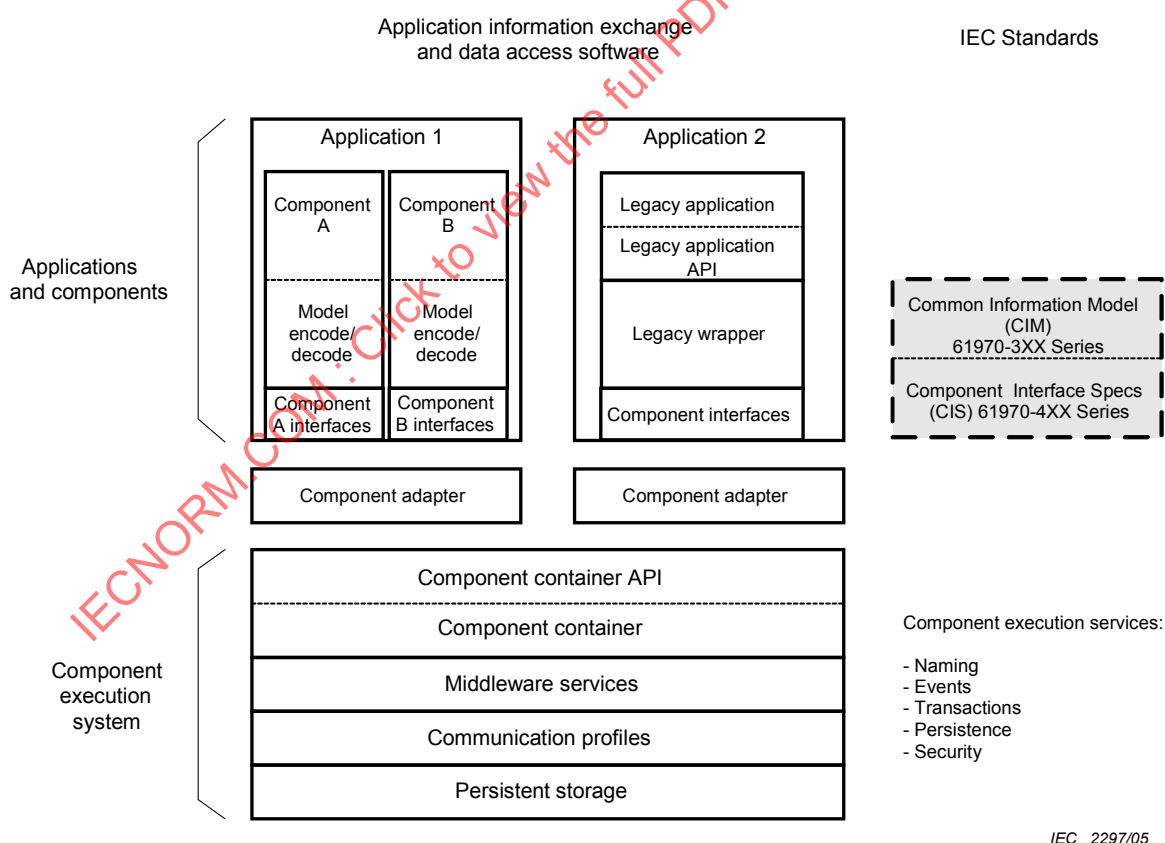 Application information exchange
and data access software
IEC Standards
Applications
and components
Application 1
Component
A
Component
B
Model
encode/
decode
Model
encode/
decode
Component
A interfaces
Component
B interfaces
Application 2
Legacy application
Legacy application
API
Legacy wrapper
Component interfaces
Common Information Model
(CIM)
61970-3XX Series
Component Interface Specs
(CIS) 61970-4XX Series
Component adapter
Component adapter
Component
execution
system
Component container API
Component container
Middleware services
Communication profiles
Persistent storage
Component execution services:
- Naming
- Events
- Transactions
- Persistence
- Security
IEC 2297/05
IECNORM.COM : Click to view the full PDF